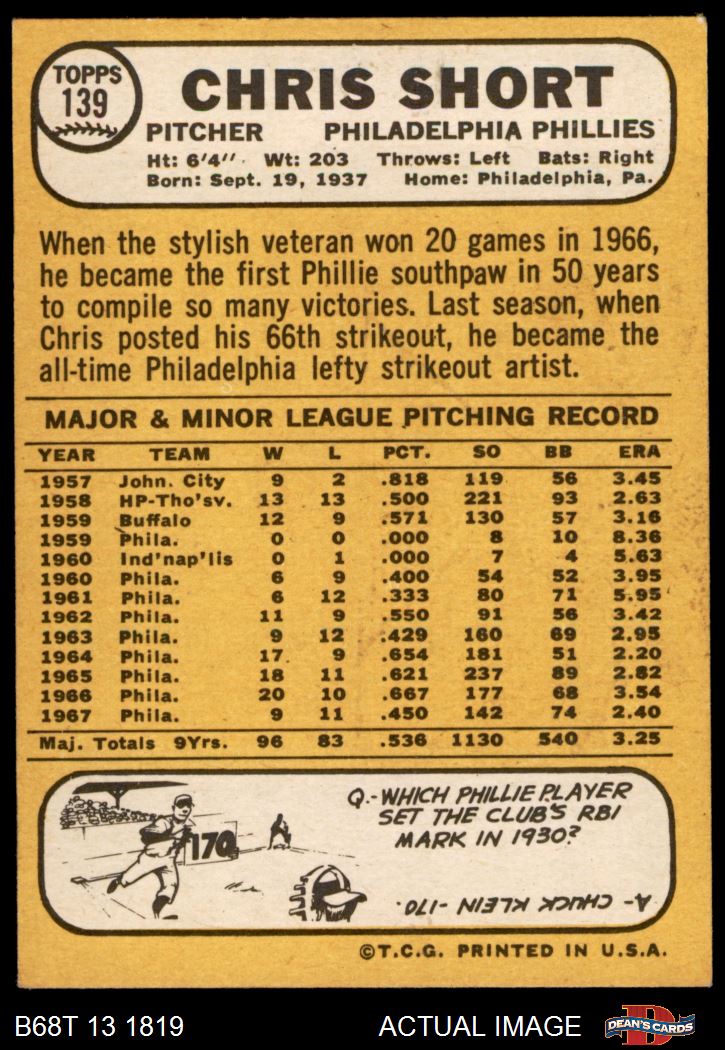 TOPPS
139
CHRIS SHORT
PITCHER PHILADELPHIA PHILLIES
Ht: 6'4" Wt: 203 Throws: Left Bats: Right
Born: Sept. 19, 1937 Home: Philadelphia, Pa.
When the stylish veteran won 20 games in 1966,
he became the first Phillie southpaw in 50 years
to compile so many victories. Last season, when
Chris posted his 66th strikeout, he became the
all-time Philadelphia lefty strikeout artist.
MAJOR & MINOR LEAGUE PITCHING RECORD
YEAR TEAM W L PCT. SO BB ERA
1957 John. City 9 2 .818 119 56 3.45
1958 HP-Tho'sv. 13 13 .500 221 93 2.63
1959 Buffalo 12 9 .571 130 57 3.16
1959 Phila. 0 0 .000 8 10 8.36
1960 Ind'nap'lis 0 1 .000 7 4 5.63
1960 Phila. 6 9 .400 54 52 3.95
1961 Phila. 6 12 .333 80 71 5.95
1962 Phila. 11 9 .550 91 56 3.42
1963 Phila. 9 12 .429 160 69 2.95
1964 Phila. 17 9 .654 181 51 2.20
1965 Phila. 18 11 .621 237 89 2.82
1966 Phila. 20 10 .667 177 68 3.54
1967 Phila. 9 11 .450 142 74 2.40
Maj. Totals 9Yrs. 96 83 .536 1130 540 3.25
170
Q.-WHICH PHILLIE PLAYER
SET THE CLUB'S RBI
MARK IN 1930?
A- CHUCK KLEIN-170.
©T.C.G. PRINTED IN U.S.A.
B68T 13 1819 ACTUAL IMAGE
D
DEAN'S CARDS